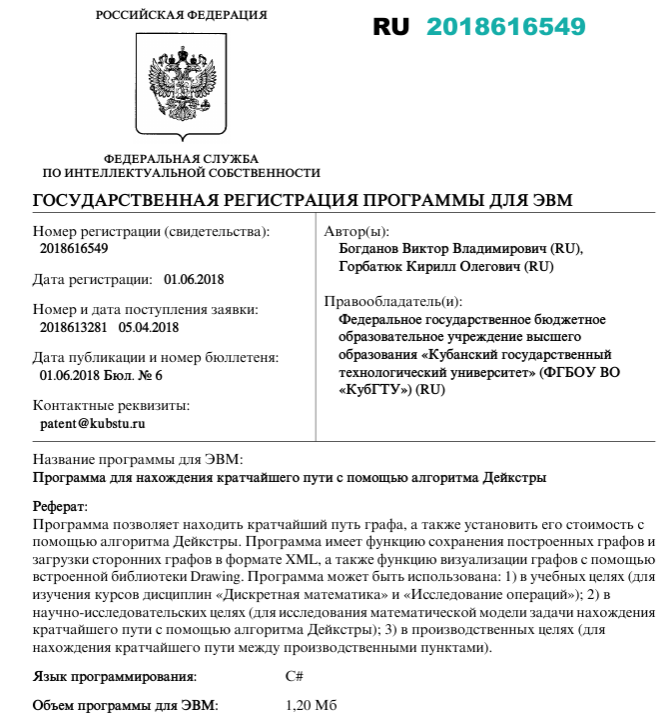 РОССИЙСКАЯ ФЕДЕРАЦИЯ
RU 2018616549
ФЕДЕРАЛЬНАЯ СЛУЖБА
ПО ИНТЕЛЛЕКТУАЛЬНОЙ СОБСТВЕННОСТИ
ГОСУДАРСТВЕННАЯ РЕГИСТРАЦИЯ ПРОГРАММЫ ДЛЯ ЭВМ
Номер регистрации (свидетельства):
2018616549
Дата регистрации: 01.06.2018
Номер и дата поступления заявки:
2018613281 05.04.2018
Дата публикации и номер бюллетеня:
01.06.2018 Бюл. № 6
Контактные реквизиты:
patent@kubstu.ru
Автор(ы):
Богданов Виктор Владимирович (RU),
Горбатюк Кирилл Олегович (RU)
Правообладатель(и):
Федеральное государственное бюджетное
образовательное учреждение высшего
образования «Кубанский государственный
технологический университет» (ФГБОУ ВО
«КубГТУ») (RU)
Название программы для ЭВМ:
Программа для нахождения кратчайшего пути с помощью алгоритма Дейкстры
Реферат:
Программа позволяет находить кратчайший путь графа, а также установить его стоимость с
помощью алгоритма Дейкстры. Программа имеет функцию сохранения построенных графов и
загрузки сторонних графов в формате XML, а также функцию визуализации графов с помощью
встроенной библиотеки Drawing. Программа может быть использована: 1) в учебных целях (для
изучения курсов дисциплин «Дискретная математика» и «Исследование операций»); 2) в
научно-исследовательских целях (для исследования математической модели задачи нахождения
кратчайшего пути с помощью алгоритма Дейкстры); 3) в производственных целях (для
нахождения кратчайшего пути между производственными пунктами).
Язык программирования: C#
Объем программы для ЭВМ: 1,20 Мб